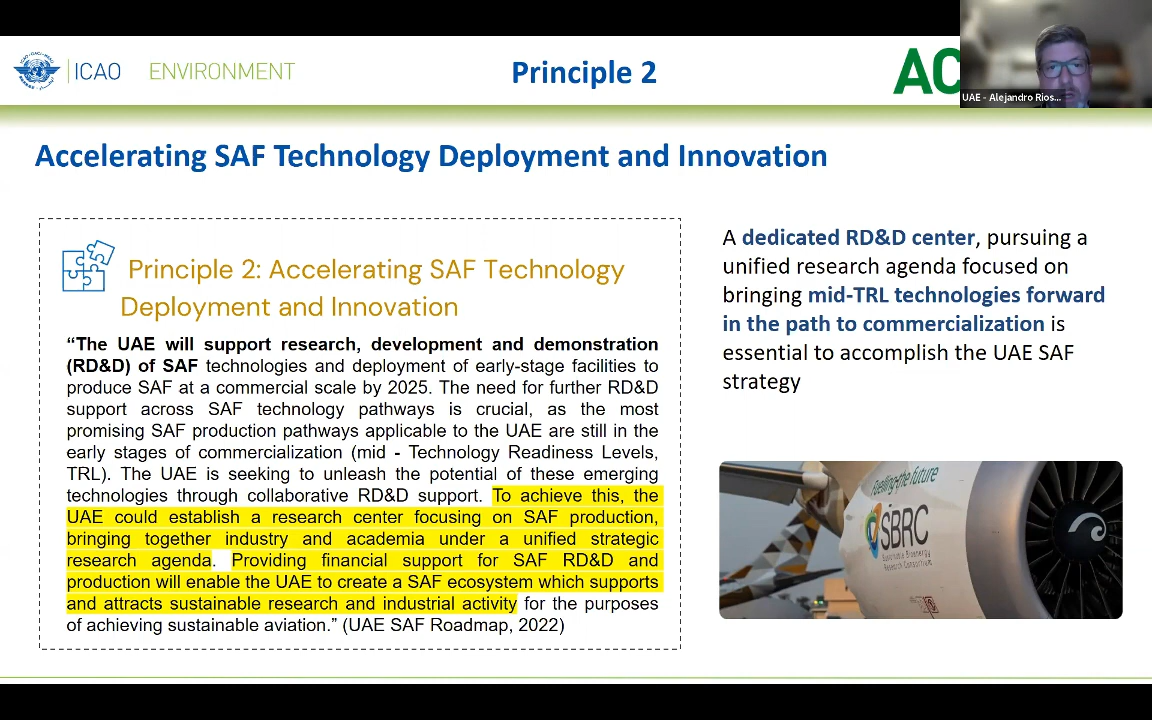 ICAO ENVIRONMENT
Principle 2
AC
UAE - Alejandro Rios...
Accelerating SAF Technology Deployment and Innovation
Principle 2: Accelerating SAF Technology
Deployment and Innovation
“The UAE will support research, development and demonstration
(RD&D) of SAF technologies and deployment of early-stage facilities to
produce SAF at a commercial scale by 2025. The need for further RD&D
support across SAF technology pathways is crucial, as the most
promising SAF production pathways applicable to the UAE are still in the
early stages of commercialization (mid - Technology Readiness Levels,
TRL). The UAE is seeking to unleash the potential of these emerging
technologies through collaborative RD&D support. To achieve this, the
UAE could establish a research center focusing on SAF production,
bringing together industry and academia under a unified strategic
research agenda. Providing financial support for SAF RD&D and
production will enable the UAE to create a SAF ecosystem which supports
and attracts sustainable research and industrial activity for the purposes
of achieving sustainable aviation.” (UAE SAF Roadmap, 2022)
A dedicated RD&D center, pursuing a
unified research agenda focused on
bringing mid-TRL technologies forward
in the path to commercialization is
essential to accomplish the UAE SAF
strategy
Fuelling the future
SBRC
Sustainable Bioenergy
Research Consortium